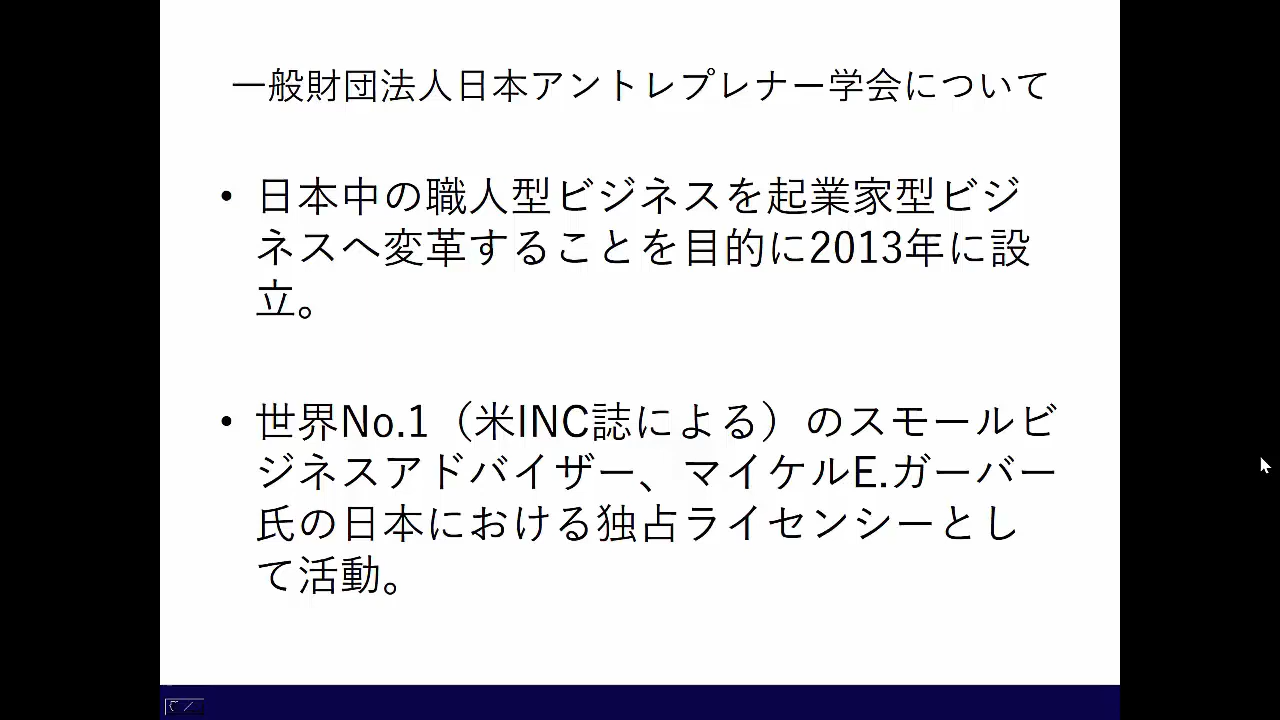 一般財団法人日本アントレプレナー学会について
• 日本中の職人型ビジネスを起業家型ビジ
ネスへ変革することを目的に2013年に設
立。
• 世界No.1（米INC誌による）のスモールビ
ジネスアドバイザー、マイケルE.ガーバー
氏の日本における独占ライセンシーとし
て活動。